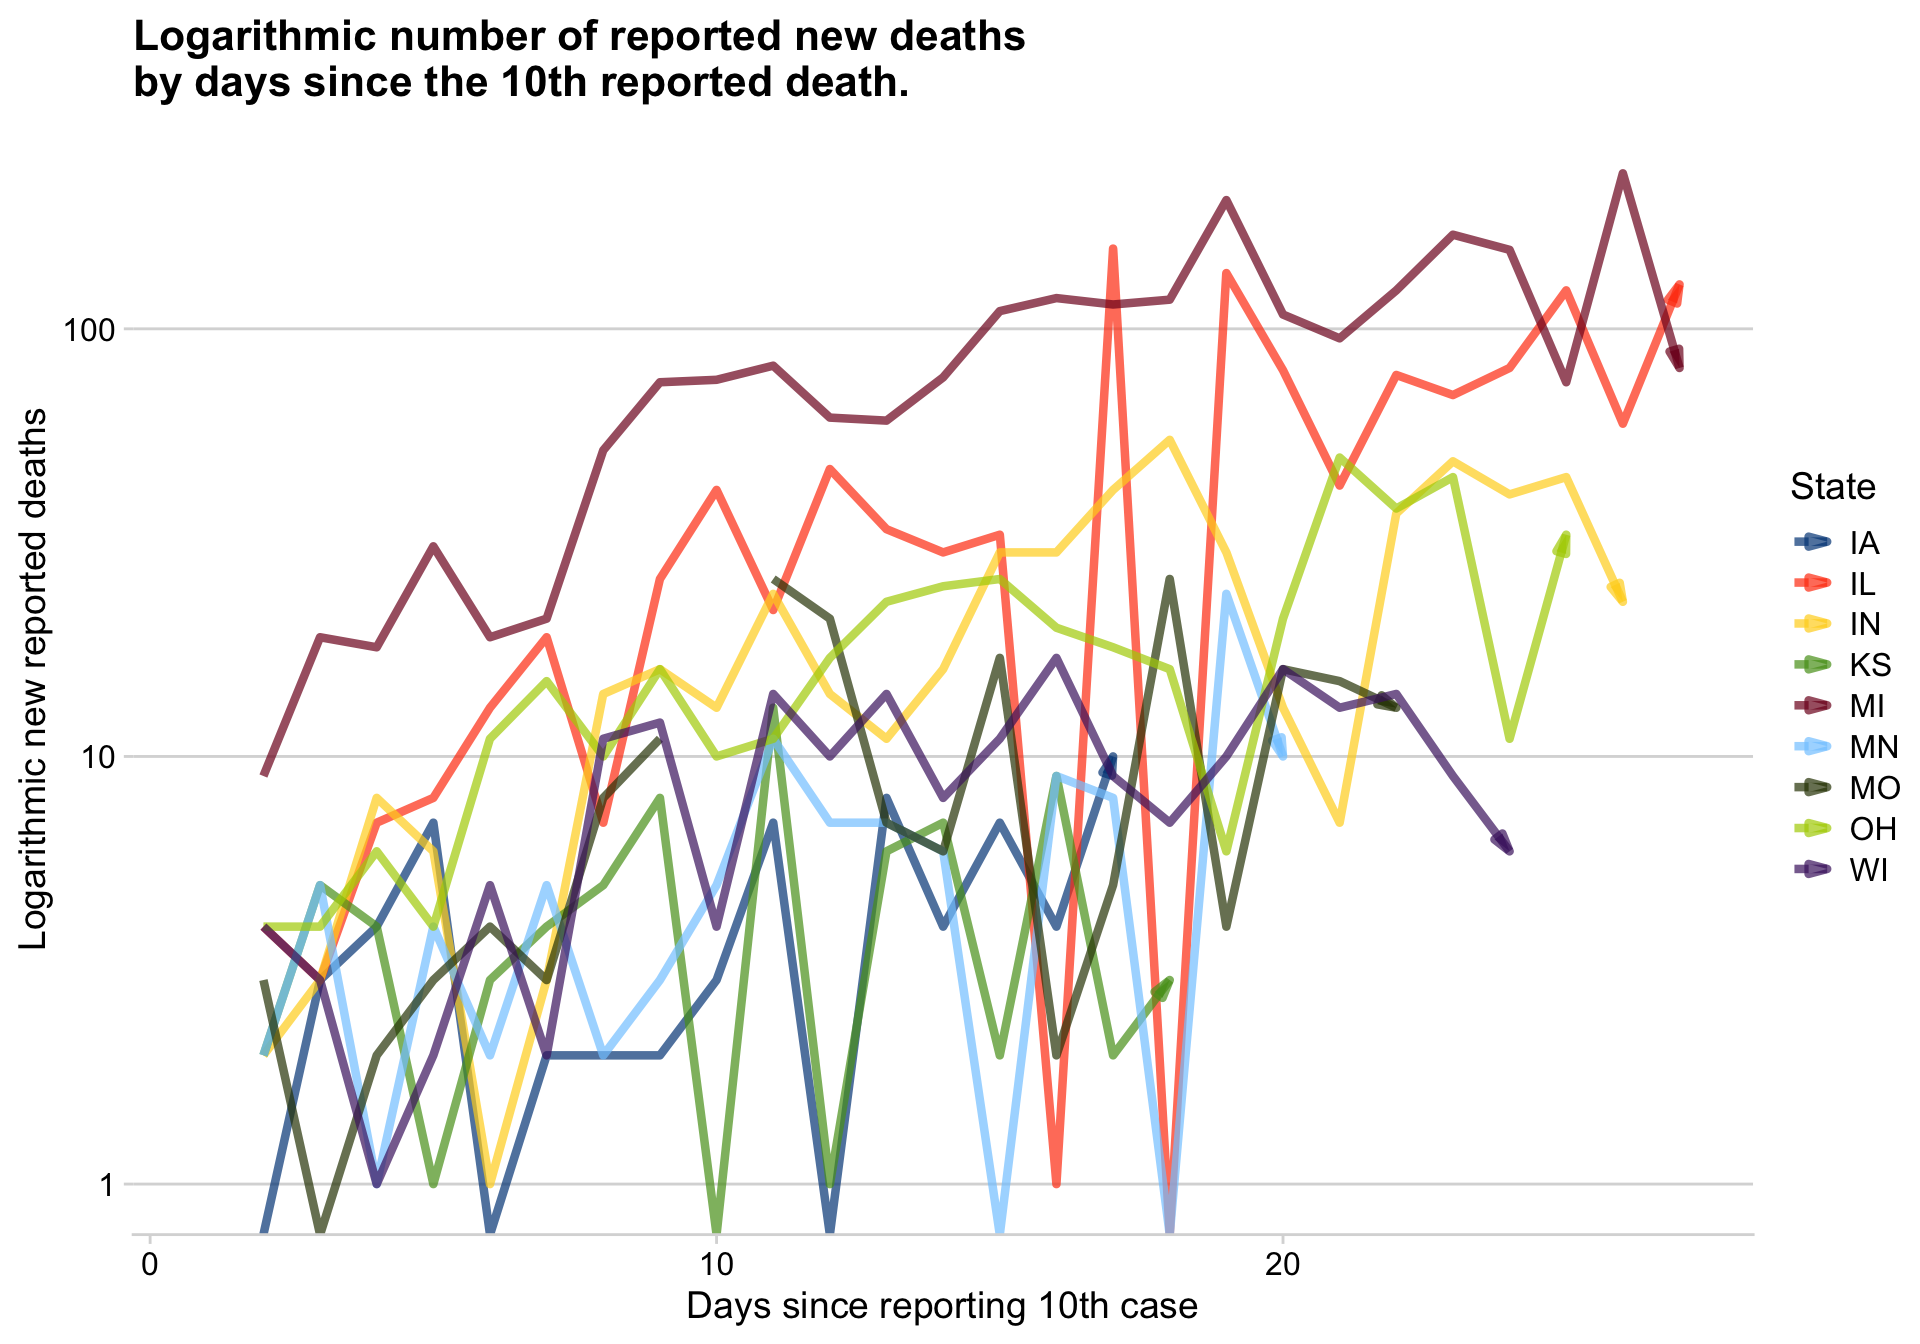 Logarithmic number of reported new deaths
by days since the 10th reported death.
Logarithmic new reported deaths
100
10
1
0
10
20
Days since reporting 10th case
State
IA
IL
IN
KS
MI
MN
MO
OH
WI